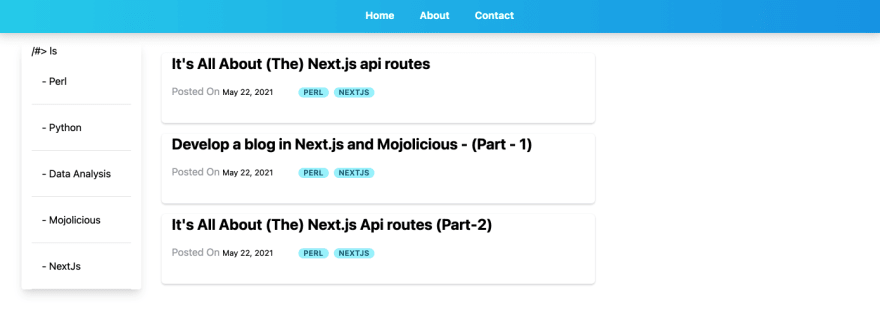 Home About Contact
/#> ls
- Perl
- Python
- Data Analysis
- Mojolicious
- NextJs
It's All About (The) Next.js api routes
Posted On May 22, 2021 PERL NEXTJS
Develop a blog in Next.js and Mojolicious - (Part - 1)
Posted On May 22, 2021 PERL NEXTJS
It's All About (The) Next.js Api routes (Part-2)
Posted On May 22, 2021 PERL NEXTJS